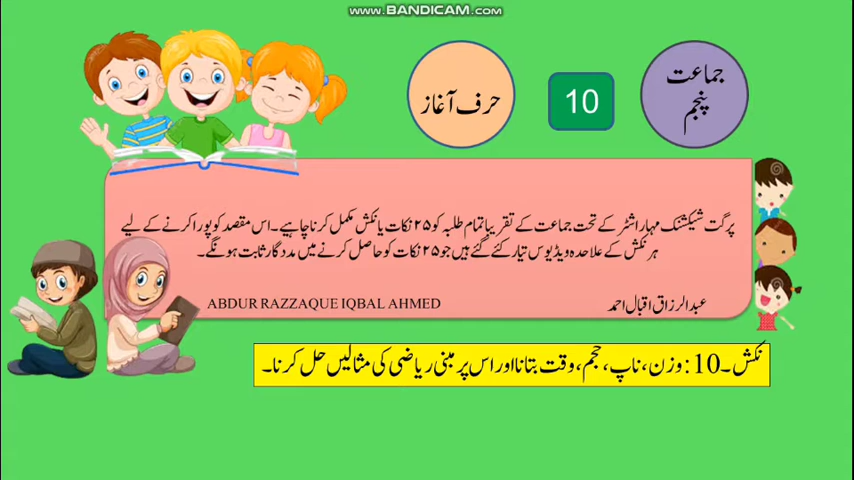 WWW.BANDICAM.COM
جماعت
پنجم
10
حرف آغاز
پرگت شیکشنک مہاراشٹر کے تحت جماعت کے تقریبا تمام طلبہ کو ۲۵ نکات یا نکش مکمل کرنا چاہیے۔ اس مقصد کو پورا کرنے کے لیے
ہر نکش کے علاحدہ ویڈیوس تیار کئے گئے ہیں جو ۲۵ نکات کو حاصل کرنے میں مددگار ثابت ہونگے۔
عبدالرزاق اقبال احمد
ABDUR RAZZAQUE IQBAL AHMED
نکش۔10: وزن، ناپ، حجم، وقت بتانا اور اس پر مبنی ریاضی کی مثالیں حل کرنا۔